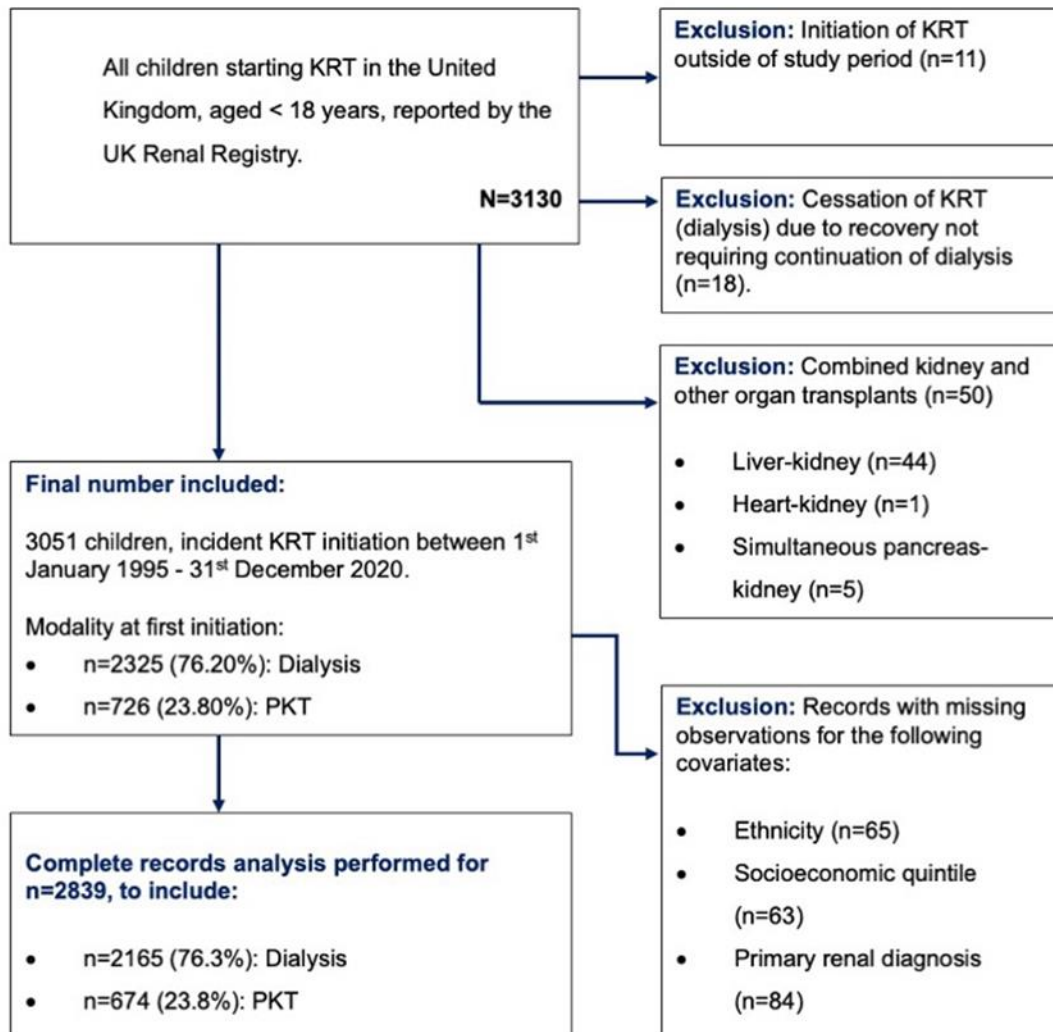 All children starting KRT in the United
Kingdom, aged < 18 years, reported by the
UK Renal Registry.
N=3130
Exclusion: Initiation of KRT
outside of study period (n=11)
Exclusion: Cessation of KRT
(dialysis) due to recovery not
requiring continuation of dialysis
(n=18).
Exclusion: Combined kidney and
other organ transplants (n=50)
• Liver-kidney (n=44)
• Heart-kidney (n=1)
• Simultaneous pancreas-
kidney (n=5)
Final number included:
3051 children, incident KRT initiation between 1st
January 1995 - 31st December 2020.
Modality at first initiation:
• n=2325 (76.20%): Dialysis
• n=726 (23.80%): PKT
Exclusion: Records with missing
observations for the following
covariates:
• Ethnicity (n=65)
• Socioeconomic quintile
(n=63)
• Primary renal diagnosis
(n=84)
Complete records analysis performed for
n=2839, to include:
• n=2165 (76.3%): Dialysis
• n=674 (23.8%): PKT